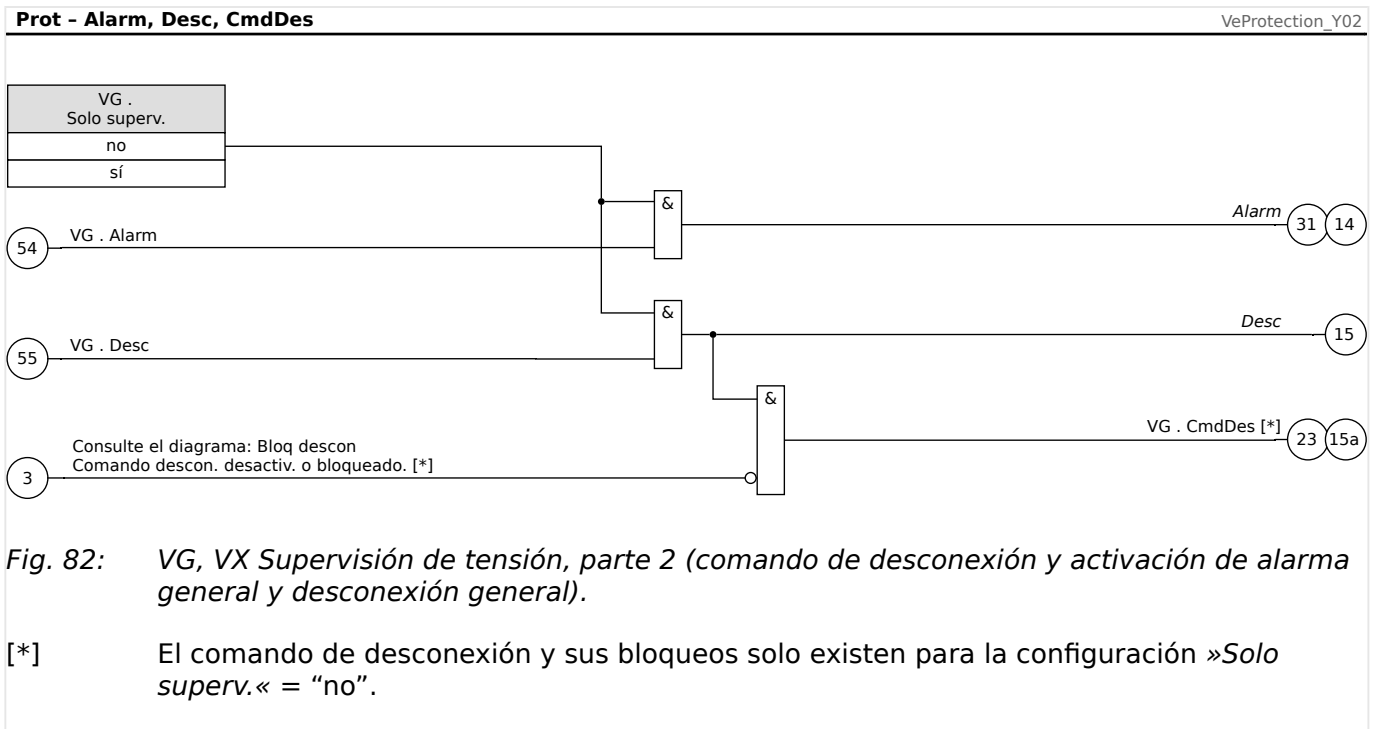 Prot – Alarm, Desc, CmdDes
VeProtection_Y02
VG .
Solo superv.
no
sí
&
Alarm
31
14
54
VG . Alarm
&
Desc
15
55
VG . Desc
&
VG . CmdDes [*]
23
15a
Consulte el diagrama: Bloq descon
Comando descon. desactiv. o bloqueado. [*]
3
Fig. 82: VG, VX Supervisión de tensión, parte 2 (comando de desconexión y activación de alarma
general y desconexión general).
[*] El comando de desconexión y sus bloqueos solo existen para la configuración »Solo
superv.« = “no”.